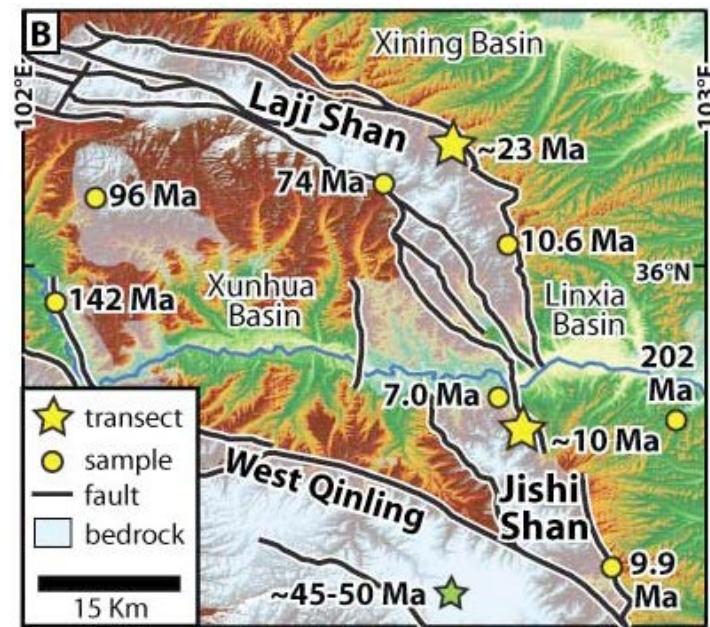 B
Xining Basin
102°E
103°E
Laji Shan
~23 Ma
74 Ma
96 Ma
10.6 Ma
36°N
142 Ma
Xunhua
Basin
Linxia
Basin
202
Ma
7.0 Ma
~10 Ma
West Qinling
Jishi
Shan
9.9
Ma
~45-50 Ma
transect
sample
fault
bedrock
15 Km